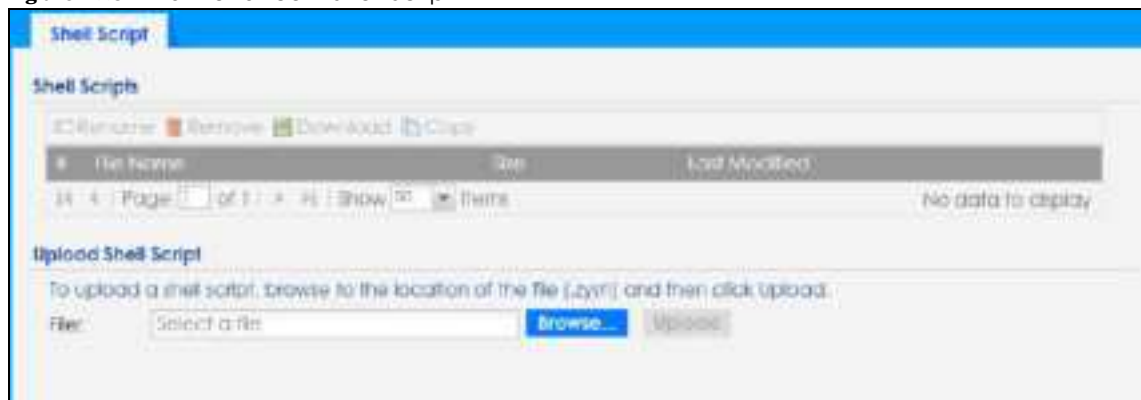 Shell Script
Shell Scripts
Rename Remove Download Copy
# File Name Size Last Modified
Page 1 of 1 Show 50 Items No data to display
Upload Shell Script
To upload a shell script, browse to the location of the file (.zysh) and then click Upload.
File: Select a file Browse... Upload